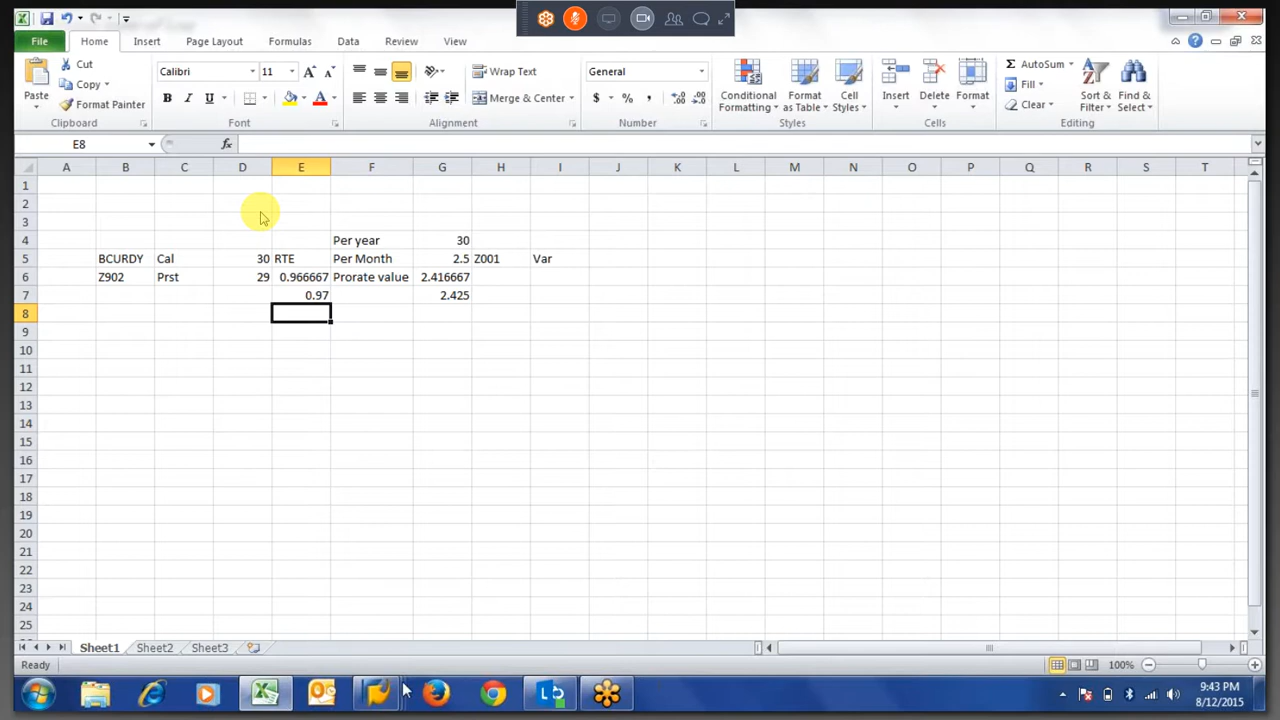 File Home Insert Page Layout Formulas Data Review View
Paste Cut Copy Format Painter Clipboard
Calibri 11 B I U A A A Font
Wrap Text Merge & Center Alignment
General $ % , .0 .00 .00 .0 Number
Conditional Formatting Format as Table Cell Styles Styles
Insert Delete Format Cells
Σ AutoSum Fill Clear Sort & Filter Find & Select Editing
E8 fx
A B C D E F G H I J K L M N O P Q R S T
1
2
3
4 Per year 30
5 BCURDY Cal 30 RTE Per Month 2.5 Z001 Var
6 Z902 Prst 29 0.966667 Prorate value 2.416667
7 0.97 2.425
8
9
10
11
12
13
14
15
16
17
18
19
20
21
22
23
24
25
Sheet1 Sheet2 Sheet3
Ready 100%
9:43 PM
8/12/2015